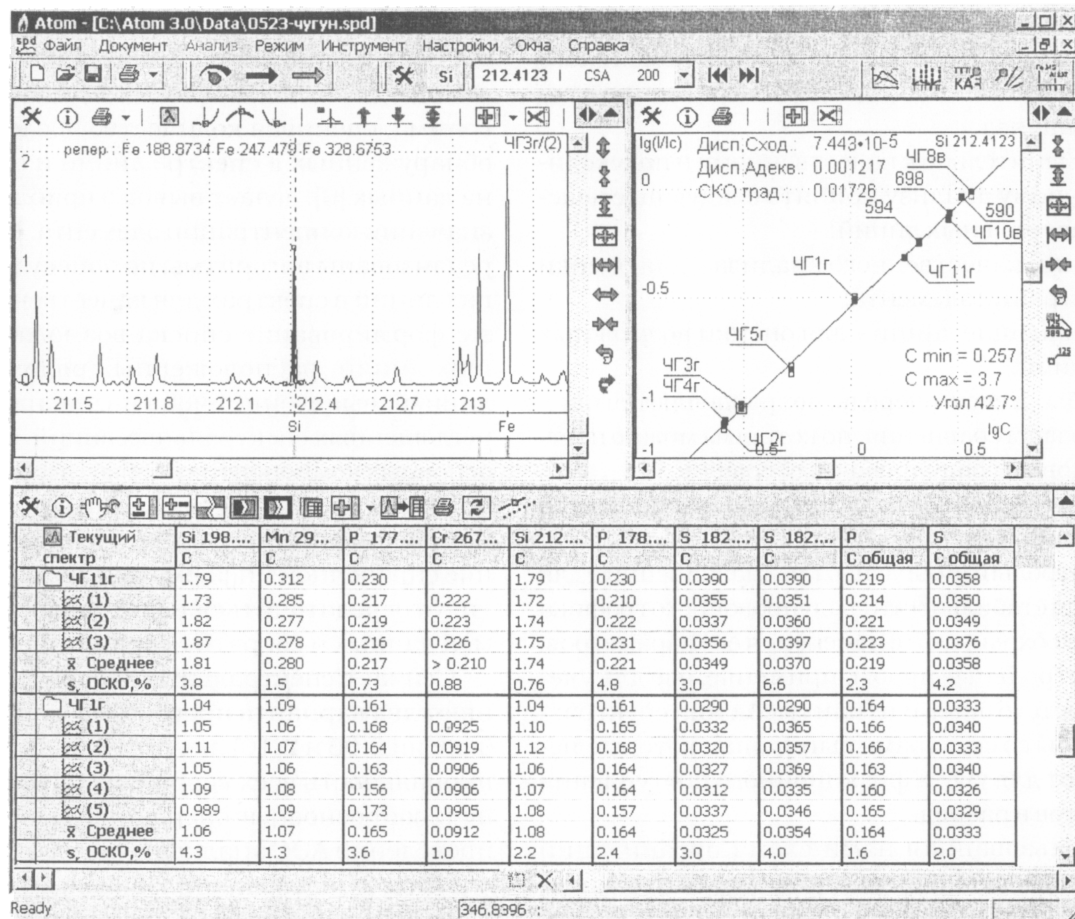 Atom - [C:\Atom 3.0\Data\0523-чугун.spd]
spd Файл Документ Анализ Режим Инструмент Настройки Окна Справка
Si 212.4123 I CSA 200
репер : Fe 188.8734 Fe 247.479 Fe 328.6753 ЧГ3г/(2)
2
1
0
211.5 211.8 212.1 212.4 212.7 213
Si Fe
lg(I/Ic) Дисп.Сход.: 7.443•10-5 Si 212.4123
Дисп.Адекв.: 0.001217
СКО град.: 0.01726
0
-0.5
-1
-1
ЧГ8в
698
594
590
ЧГ10в
ЧГ1г
ЧГ11г
ЧГ5г
ЧГ3г
ЧГ4г
ЧГ2г
C min = 0.257
C max = 3.7
Угол 42.7°
lgC
-0.5 0 0.5
Текущий спектр Si 198.... Mn 29... P 177.... Cr 267... Si 212.... P 178.... S 182.... S 182.... P S
C C C C C C C C C общая C общая
ЧГ11г 1.79 0.312 0.230 1.79 0.230 0.0390 0.0390 0.219 0.0358
(1) 1.73 0.285 0.217 0.222 1.72 0.210 0.0355 0.0351 0.214 0.0350
(2) 1.82 0.277 0.219 0.223 1.74 0.222 0.0337 0.0360 0.221 0.0349
(3) 1.87 0.278 0.216 0.226 1.75 0.231 0.0356 0.0397 0.223 0.0376
x̄ Среднее 1.81 0.280 0.217 > 0.210 1.74 0.221 0.0349 0.0370 0.219 0.0358
s, ОСКО,% 3.8 1.5 0.73 0.88 0.76 4.8 3.0 6.6 2.3 4.2
ЧГ1г 1.04 1.09 0.161 1.04 0.161 0.0290 0.0290 0.164 0.0333
(1) 1.05 1.06 0.168 0.0925 1.10 0.165 0.0332 0.0365 0.166 0.0340
(2) 1.11 1.07 0.164 0.0919 1.12 0.168 0.0320 0.0357 0.166 0.0333
(3) 1.05 1.06 0.163 0.0906 1.06 0.164 0.0327 0.0369 0.163 0.0340
(4) 1.09 1.08 0.156 0.0906 1.07 0.164 0.0312 0.0335 0.160 0.0326
(5) 0.989 1.09 0.173 0.0905 1.08 0.157 0.0337 0.0346 0.165 0.0329
x̄ Среднее 1.06 1.07 0.165 0.0912 1.08 0.164 0.0325 0.0354 0.164 0.0333
s, ОСКО,% 4.3 1.3 3.6 1.0 2.2 2.4 3.0 4.0 1.6 2.0
Ready 346.8396